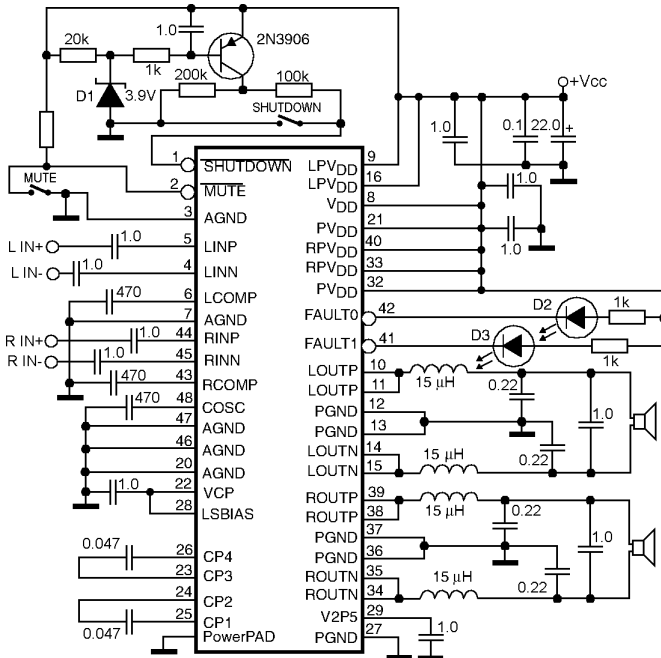 1.0
2N3906
20k
1k
200k
100k
D1
3.9V
SHUTDOWN
+Vcc
1.0
0.1
22.0
+
MUTE
1
SHUTDOWN
2
MUTE
3
AGND
L IN+
1.0
5
LINP
L IN-
1.0
4
LINN
470
6
LCOMP
7
AGND
R IN+
1.0
44
RINP
R IN-
1.0
45
RINN
470
43
RCOMP
470
48
COSC
47
AGND
46
AGND
20
AGND
1.0
22
VCP
28
LSBIAS
0.047
26
CP4
23
CP3
24
CP2
25
CP1
0.047
PowerPAD
LPVDD
9
LPVDD
16
VDD
8
1.0
PVDD
21
RPVDD
40
1.0
RPVDD
33
PVDD
32
FAULT0
42
D2
1k
FAULT1
41
D3
1k
LOUTP
10
15 µH
0.22
LOUTP
11
PGND
12
1.0
PGND
13
LOUTN
14
15 µH
0.22
LOUTN
15
ROUTP
39
15 µH
0.22
ROUTP
38
PGND
37
1.0
PGND
36
ROUTN
35
15 µH
0.22
ROUTN
34
V2P5
29
1.0
PGND
27